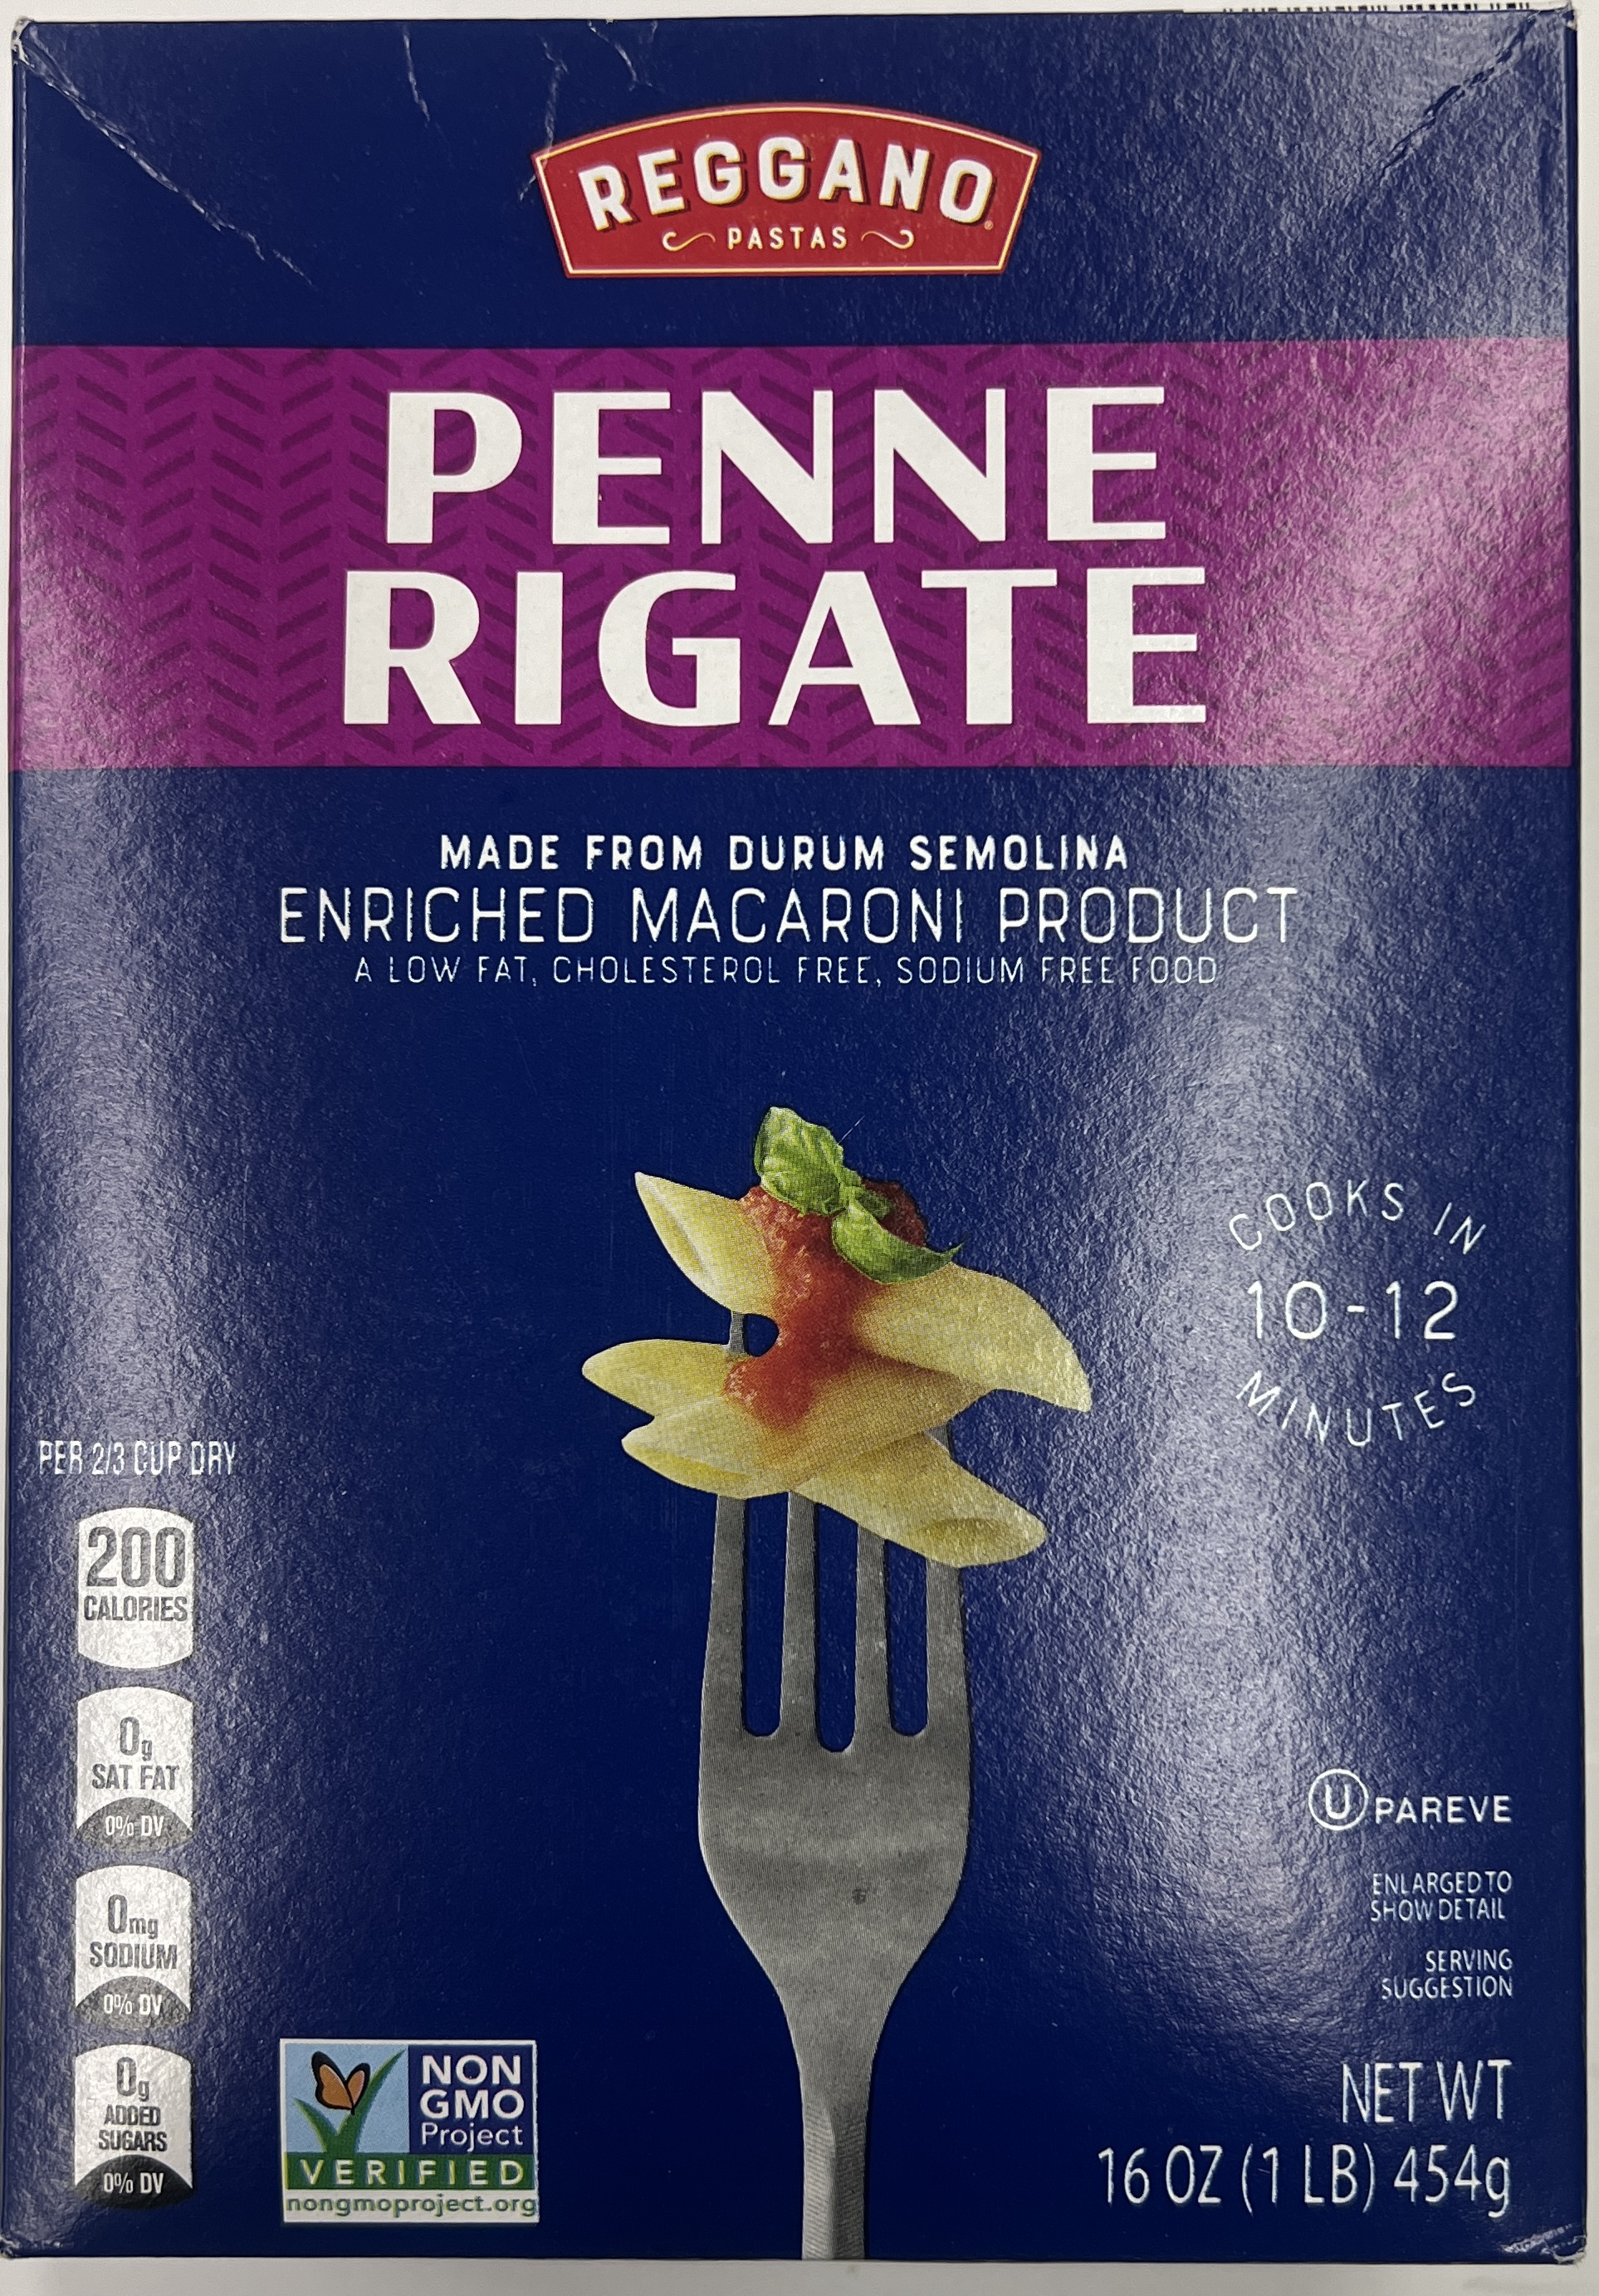 REGGANO®
PASTAS
PENNE
RIGATE
MADE FROM DURUM SEMOLINA
ENRICHED MACARONI PRODUCT
A LOW FAT, CHOLESTEROL FREE, SODIUM FREE FOOD
COOKS IN
10-12
MINUTES
PER 2/3 CUP DRY
200
CALORIES
0g
SAT FAT
0% DV
0mg
SODIUM
0% DV
0g
ADDED
SUGARS
0% DV
NON
GMO
Project
VERIFIED
nongmoproject.org
U PAREVE
ENLARGED TO
SHOW DETAIL
SERVING
SUGGESTION
NET WT
16 OZ (1 LB) 454g